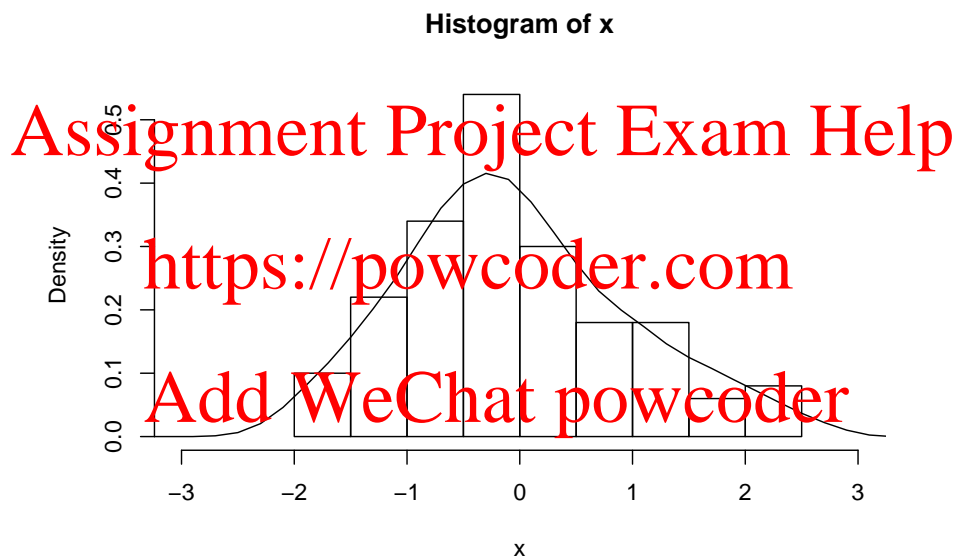 Histogram of x
Assignment Project Exam Help
https://powcoder.com
Add WeChat powcoder
Density
0.0 0.1 0.2 0.3 0.4 0.5
−3 −2 −1 0 1 2 3
x